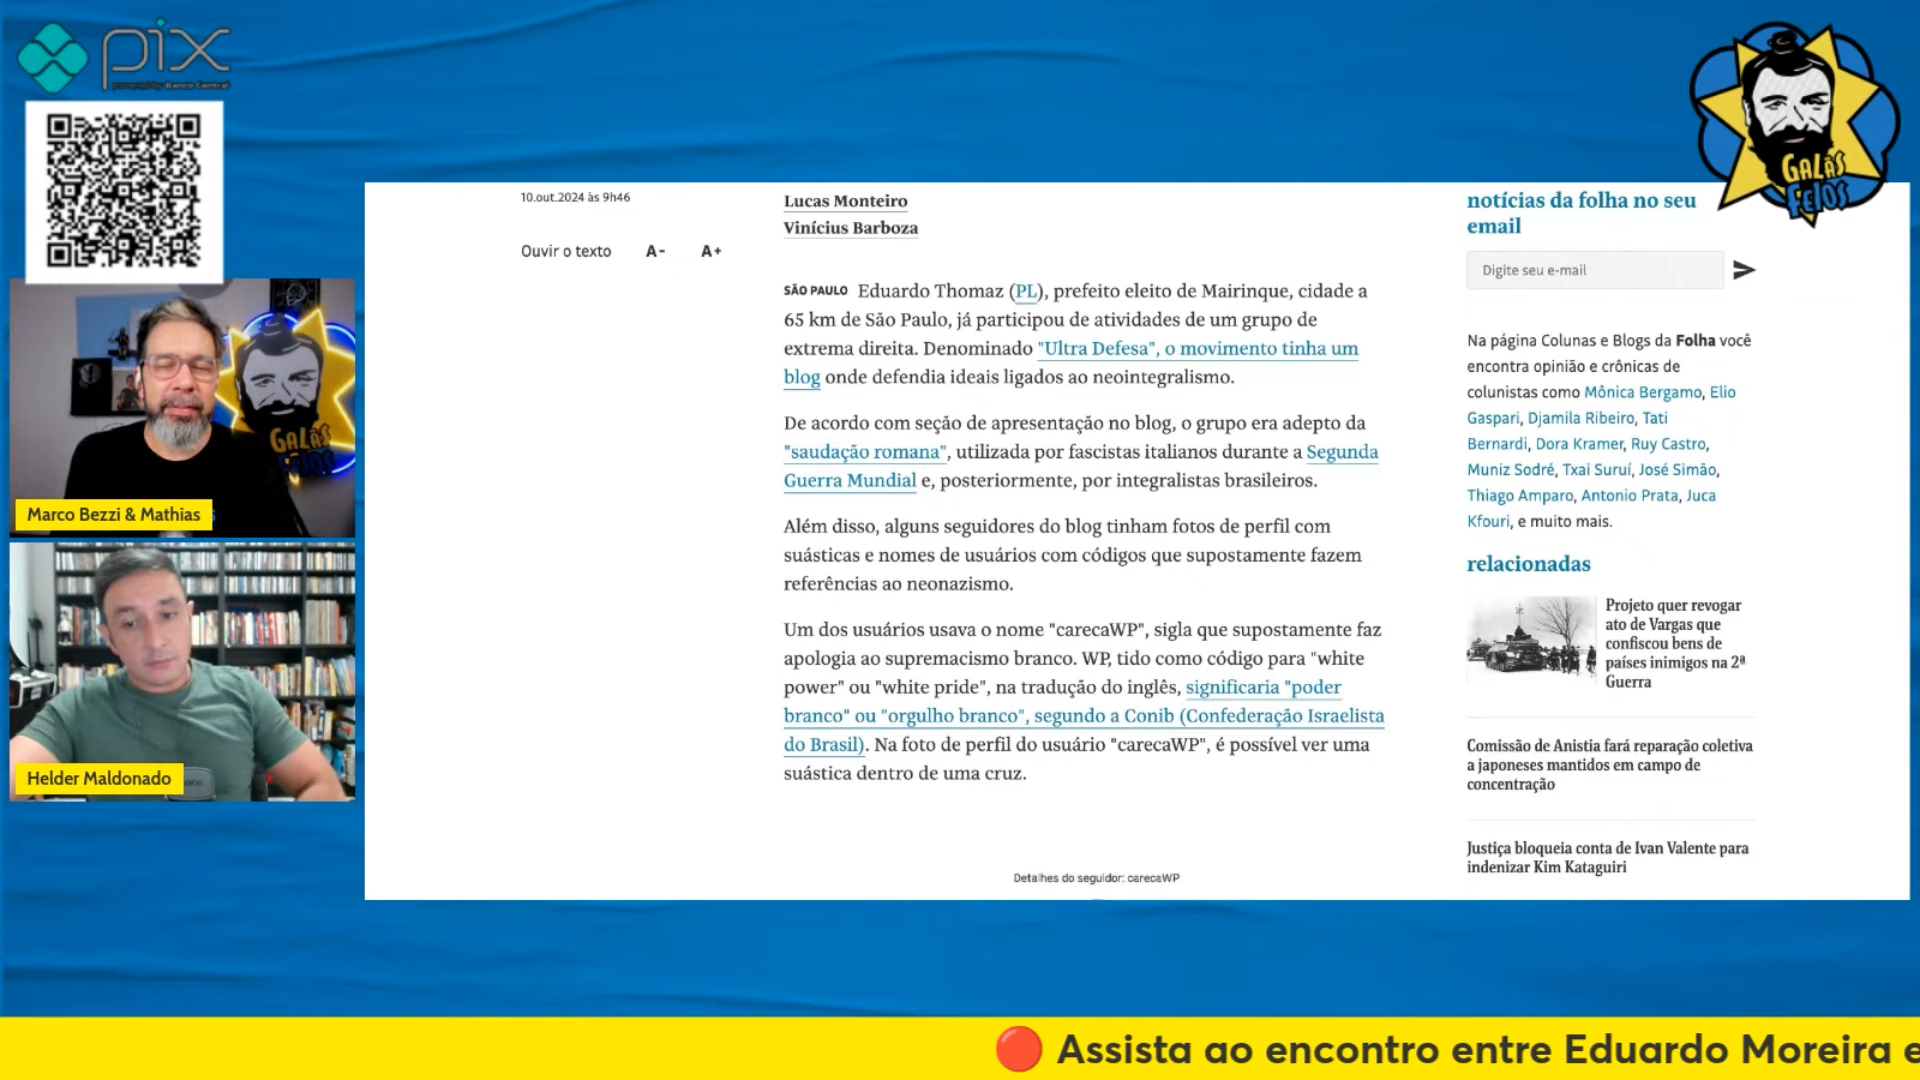 pix
powered by Banco Central
GALÃS
FEIOS
GALÃS
FEIOS
Marco Bezzi & Mathias
Helder Maldonado
10.out.2024 às 9h46
Ouvir o texto A- A+
Lucas Monteiro
Vinícius Barboza
SÃO PAULO Eduardo Thomaz (PL), prefeito eleito de Mairinque, cidade a
65 km de São Paulo, já participou de atividades de um grupo de
extrema direita. Denominado "Ultra Defesa", o movimento tinha um
blog onde defendia ideais ligados ao neointegralismo.
De acordo com seção de apresentação no blog, o grupo era adepto da
"saudação romana", utilizada por fascistas italianos durante a Segunda
Guerra Mundial e, posteriormente, por integralistas brasileiros.
Além disso, alguns seguidores do blog tinham fotos de perfil com
suásticas e nomes de usuários com códigos que supostamente fazem
referências ao neonazismo.
Um dos usuários usava o nome "carecaWP", sigla que supostamente faz
apologia ao supremacismo branco. WP, tido como código para "white
power" ou "white pride", na tradução do inglês, significaria "poder
branco" ou "orgulho branco", segundo a Conib (Confederação Israelista
do Brasil). Na foto de perfil do usuário "carecaWP", é possível ver uma
suástica dentro de uma cruz.
Detalhes do seguidor: carecaWP
notícias da folha no seu
email
Digite seu e-mail
Na página Colunas e Blogs da Folha você
encontra opinião e crônicas de
colunistas como Mônica Bergamo, Elio
Gaspari, Djamila Ribeiro, Tati
Bernardi, Dora Kramer, Ruy Castro,
Muniz Sodré, Txai Suruí, José Simão,
Thiago Amparo, Antonio Prata, Juca
Kfouri, e muito mais.
relacionadas
Projeto quer revogar
ato de Vargas que
confiscou bens de
países inimigos na 2ª
Guerra
Comissão de Anistia fará reparação coletiva
a japoneses mantidos em campo de
concentração
Justiça bloqueia conta de Ivan Valente para
indenizar Kim Kataguiri
Assista ao encontro entre Eduardo Moreira e